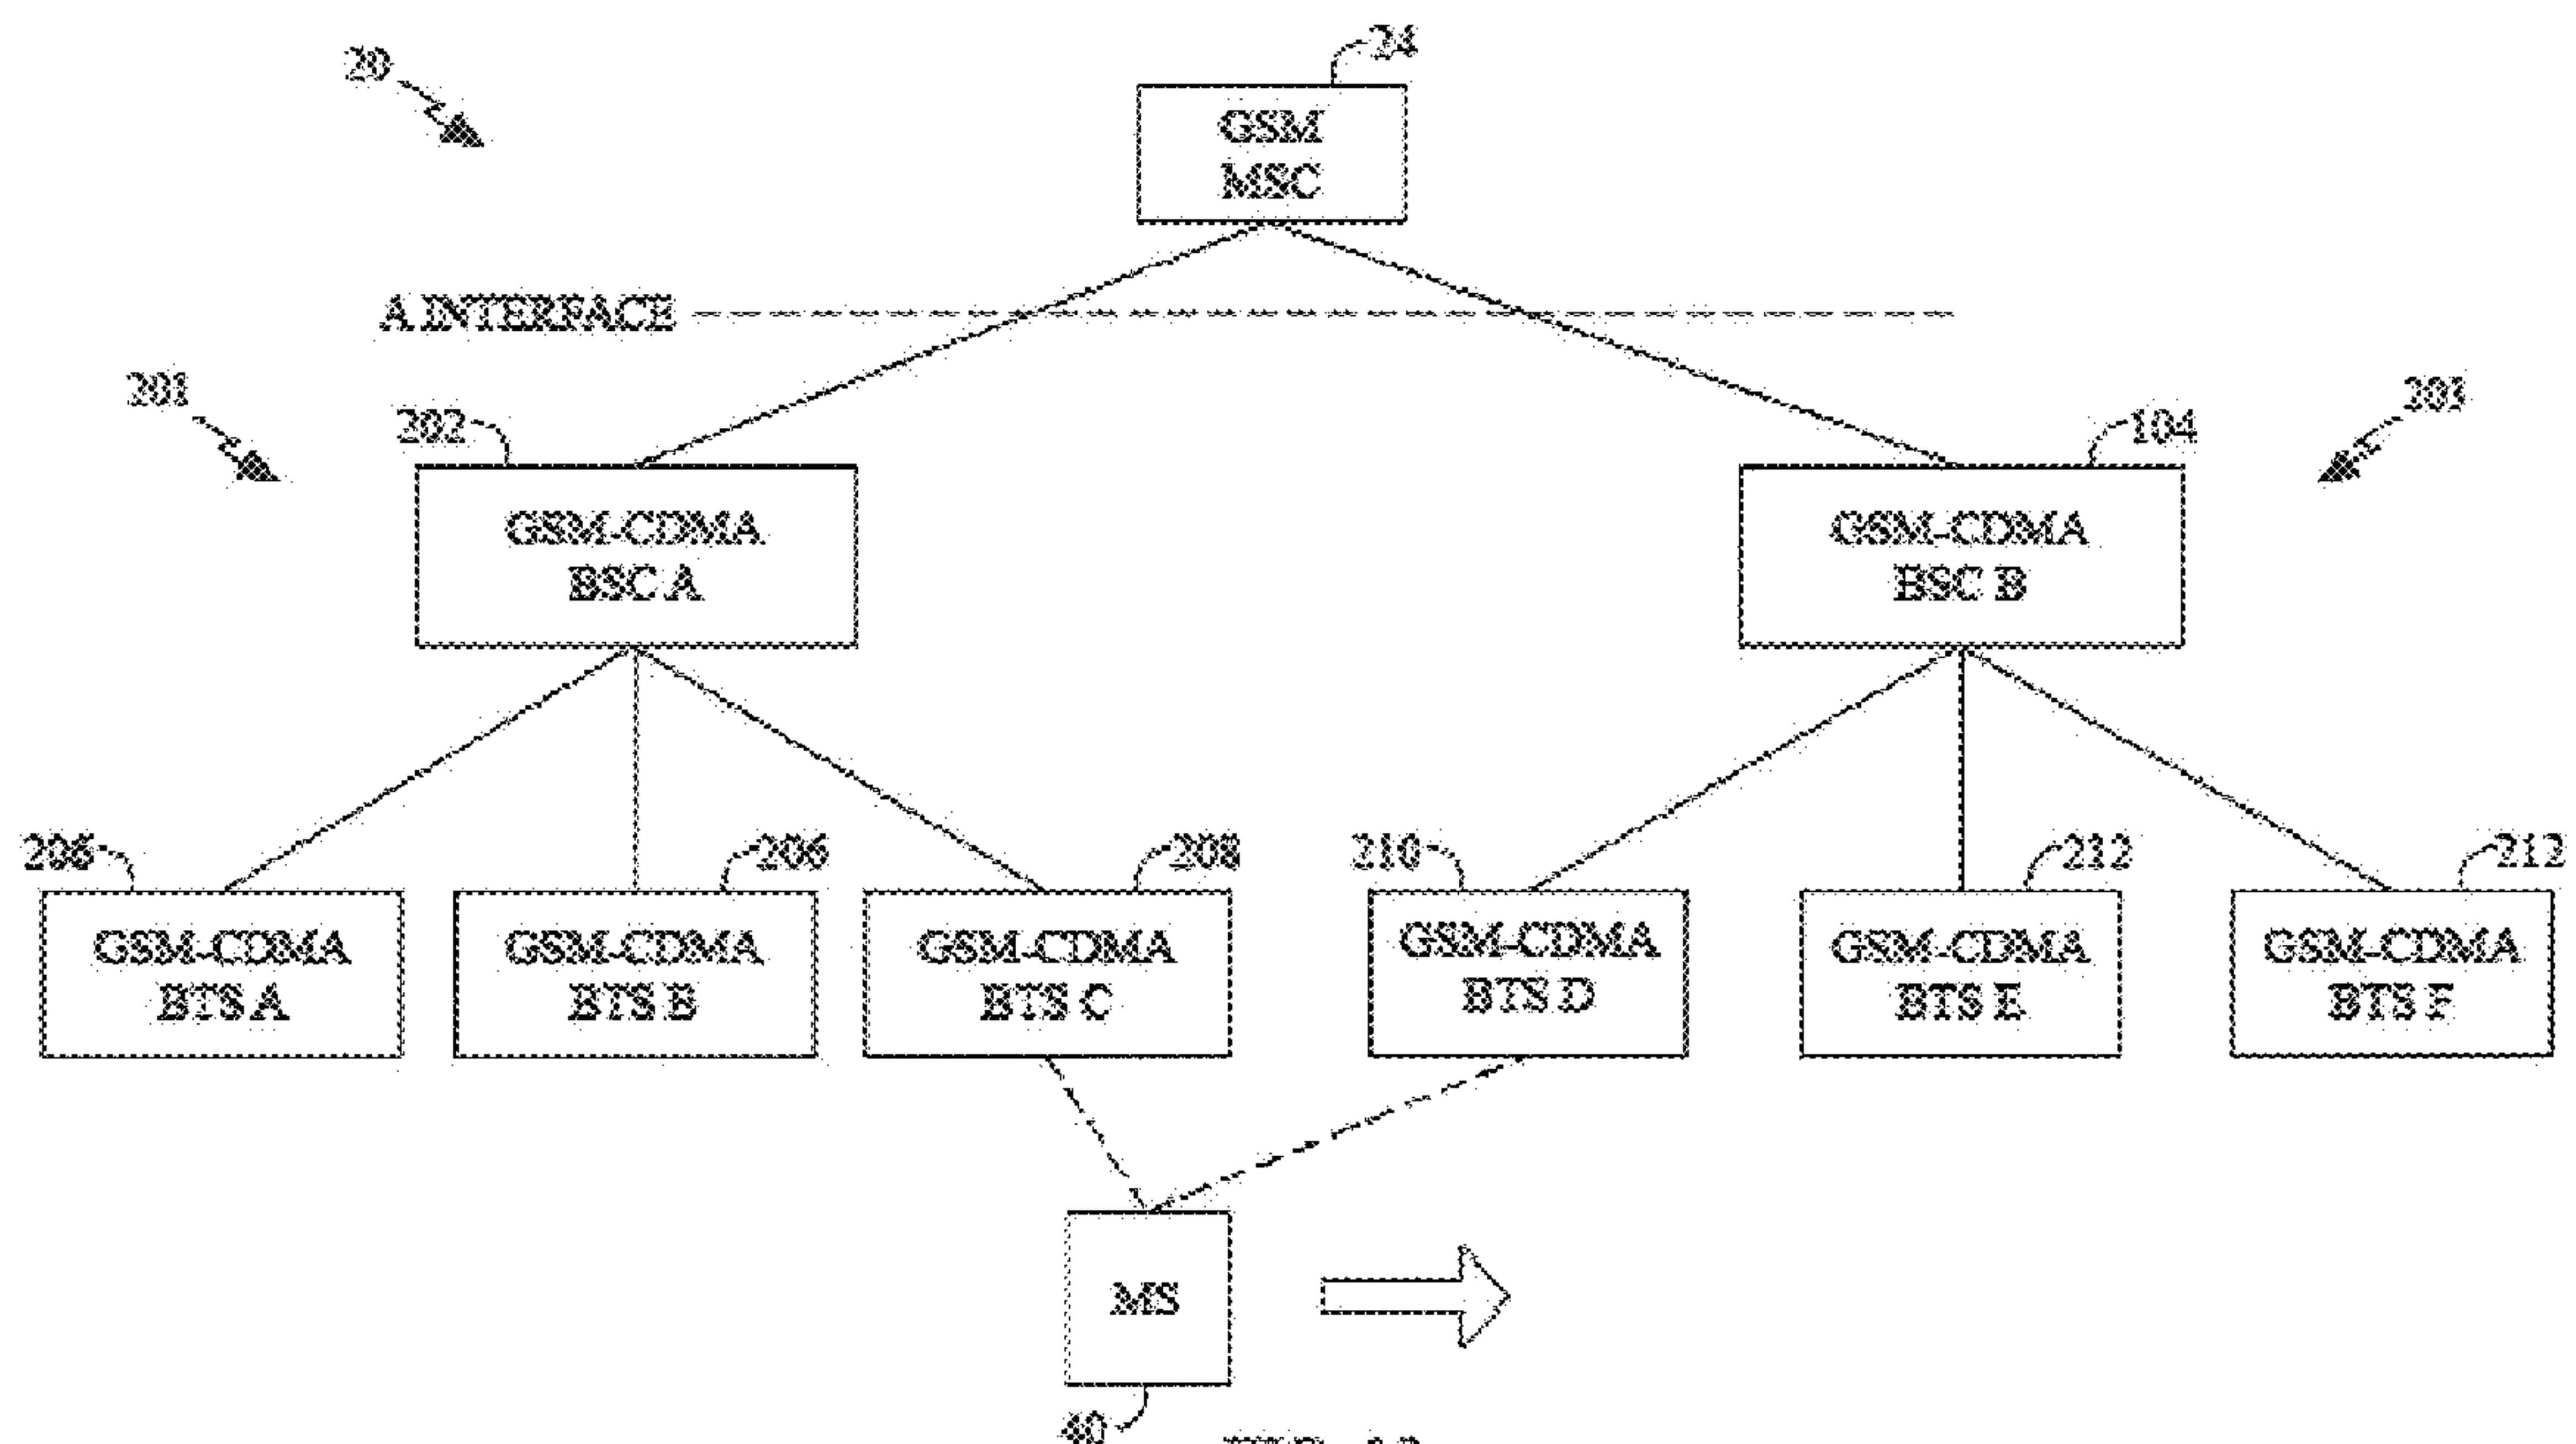 20
24
GSM
MSC
A INTERFACE
201
202
104
203
GSM-CDMA
BSC A
GSM-CDMA
BSC B
206
206
208
210
212
212
GSM-CDMA
BTS A
GSM-CDMA
BTS B
GSM-CDMA
BTS C
GSM-CDMA
BTS D
GSM-CDMA
BTS E
GSM-CDMA
BTS F
MS
40